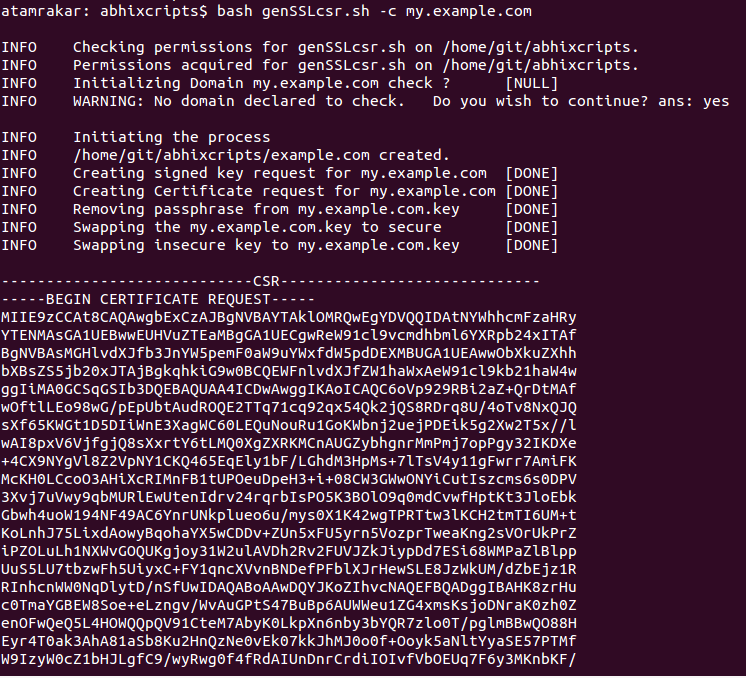 atamrakar: abhixcripts$ bash genSSLcsr.sh -c my.example.com
INFO    Checking permissions for genSSLcsr.sh on /home/git/abhixcripts.
INFO    Permissions acquired for genSSLcsr.sh on /home/git/abhixcripts.
INFO    Initializing Domain my.example.com check ?      [NULL]
INFO    WARNING: No domain declared to check.   Do you wish to continue? ans: yes
INFO    Initiating the process
INFO    /home/git/abhixcripts/example.com created.
INFO    Creating signed key request for my.example.com  [DONE]
INFO    Creating Certificate request for my.example.com [DONE]
INFO    Removing passphrase from my.example.com.key     [DONE]
INFO    Swapping the my.example.com.key to secure       [DONE]
INFO    Swapping insecure key to my.example.com.key     [DONE]
----------------------------CSR-----------------------------
-----BEGIN CERTIFICATE REQUEST-----
MIIE9zCCAt8CAQAwgbExCzAJBgNVBAYTAklOMRQwEgYDVQQIDAtNYWhhcmFzaHRy
YTENMAsGA1UEBwwEUHVuZTEaMBgGA1UECgwReW91cl9vcmdhbml6YXRpb24xITAf
BgNVBAsMGHlvdXJfb3JnYW5pemF0aW9uYWxfdW5pdDEXMBUGA1UEAwwObXkuZXhh
bXBsZS5jb20xJTAjBgkqhkiG9w0BCQEWFnlvdXJfZW1haWxAeW91cl9kb21haW4w
ggIiMA0GCSqGSIb3DQEBAQUAA4ICDwAwggIKAoICAQC6oVp929RBi2aZ+QrDtMAf
wOftlLEo98wG/pEpUbtAudROQE2TTq71cq92qx54Qk2jQS8RDrq8U/4oTv8NxQJQ
sXf65KWGt1D5DIiWnE3XagWC60LEQuNouRu1GoKWbnj2uejPDEik5g2Xw2T5x//l
wAI8pxV6VjfgjQ8sXxrtY6tLMQ0XgZXRKMCnAUGZybhgnrMmPmj7opPgy32IKDXe
+4CX9NYgVl8Z2VpNY1CKQ465EqEly1bF/LGhdM3HpMs+7lTsV4y11gFwrr7AmiFK
McKH0LCcoO3AHiXcRIMnFB1tUPOeuDpeH3+i+08CW3GWwONYiCutIszcms6s0DPV
3Xvj7uVwy9qbMURlEwUtenIdrv24rqrbIsPO5K3BOlO9q0mdCvwfHptKt3JloEbk
Gbwh4uoW194NF49AC6YnrUNkplueo6u/mys0X1K42wgTPRTtw3lKCH2tmTI6UM+t
KoLnhJ75LixdAowyBqohaYX5wCDDv+ZUn5xFU5yrn5VozprTweaKng2sVOrUkPrZ
iPZOLuLh1NXWvGOQUKgjoy31W2ulAVDh2Rv2FUVJZkJiypDd7ESi68WMPaZlBlpp
UuS5LU7tbzwFh5UiyxC+FY1qncXVvnBNDefPFblXJrHewSLE8JzWkUM/dZbEjz1R
RInhcnWW0NqDlytD/nSfUwIDAQABoAAwDQYJKoZIhvcNAQEFBQADggIBAHK8zrHu
c0TmaYGBEW8Soe+eLzngv/WvAuGPtS47BuBp6AUWWeu1ZG4xmsKsjoDNraK0zh0Z
enOFwQeQ5L4HOWQQpQV91CteM7AbyK0LkpXn6nby3bYQR7zlo0T/pglmBBwQO88H
Eyr4T0ak3AhA81aSb8Ku2HnQzNe0vEk07kkJhMJ0o0f+Ooyk5aNltYyaSE57PTMf
W9IzyW0cZ1bHJLgfC9/wyRwg0f4fRdAIUnDnrCrdiIOIvfVbOEUq7F6y3MKnbKF/